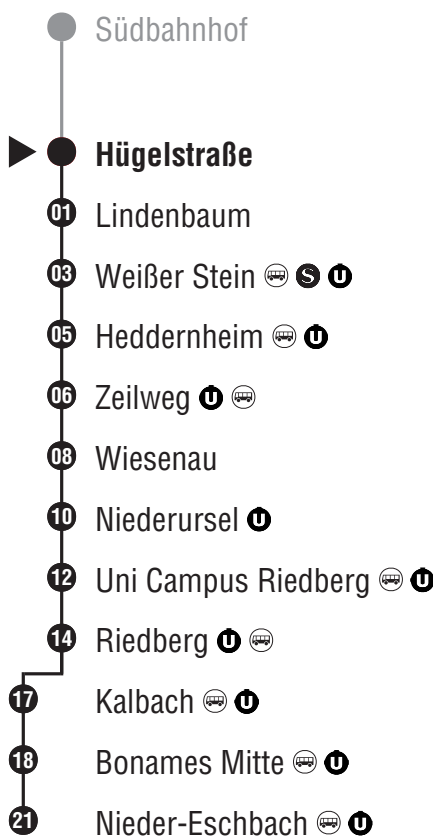 Südbahnhof
Hügelstraße
01 Lindenbaum
03 Weißer Stein S U
05 Heddernheim U
06 Zeilweg U
08 Wiesenau
10 Niederursel U
12 Uni Campus Riedberg U
14 Riedberg U
17 Kalbach U
18 Bonames Mitte U
21 Nieder-Eschbach U